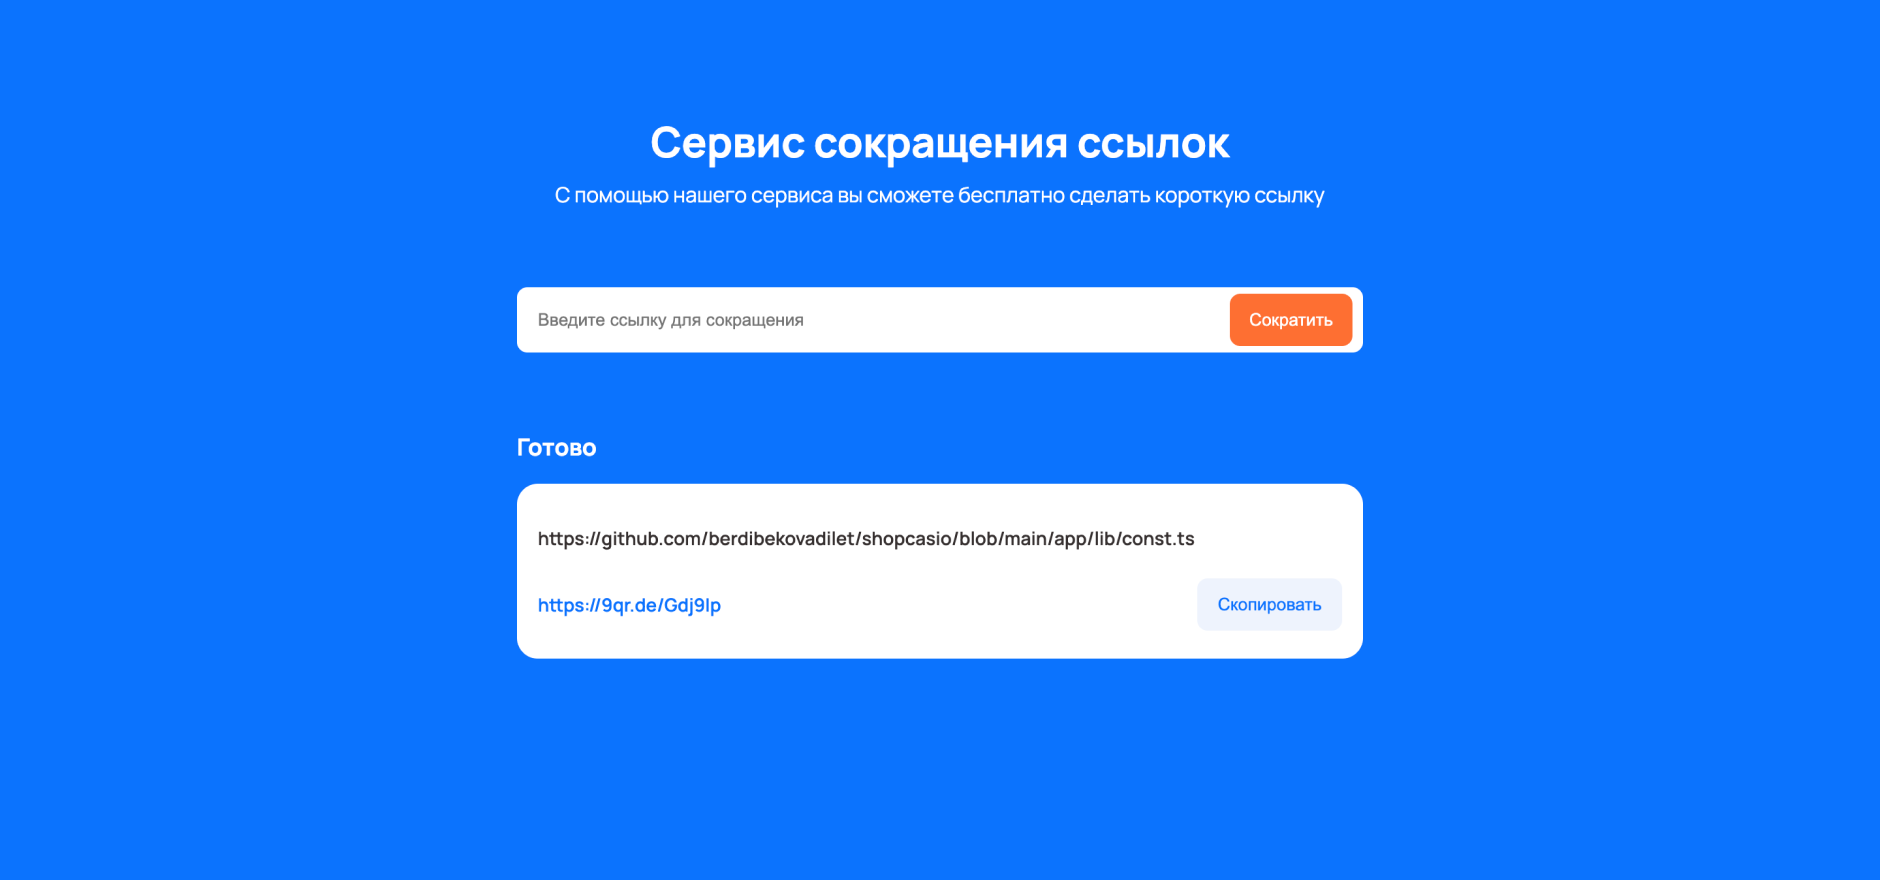 Сервис сокращения ссылок
С помощью нашего сервиса вы сможете бесплатно сделать короткую ссылку
Введите ссылку для сокращения
Сократить
Готово
https://github.com/berdibekovadilet/shopcasio/blob/main/app/lib/const.ts
https://9qr.de/Gdj9lp
Скопировать